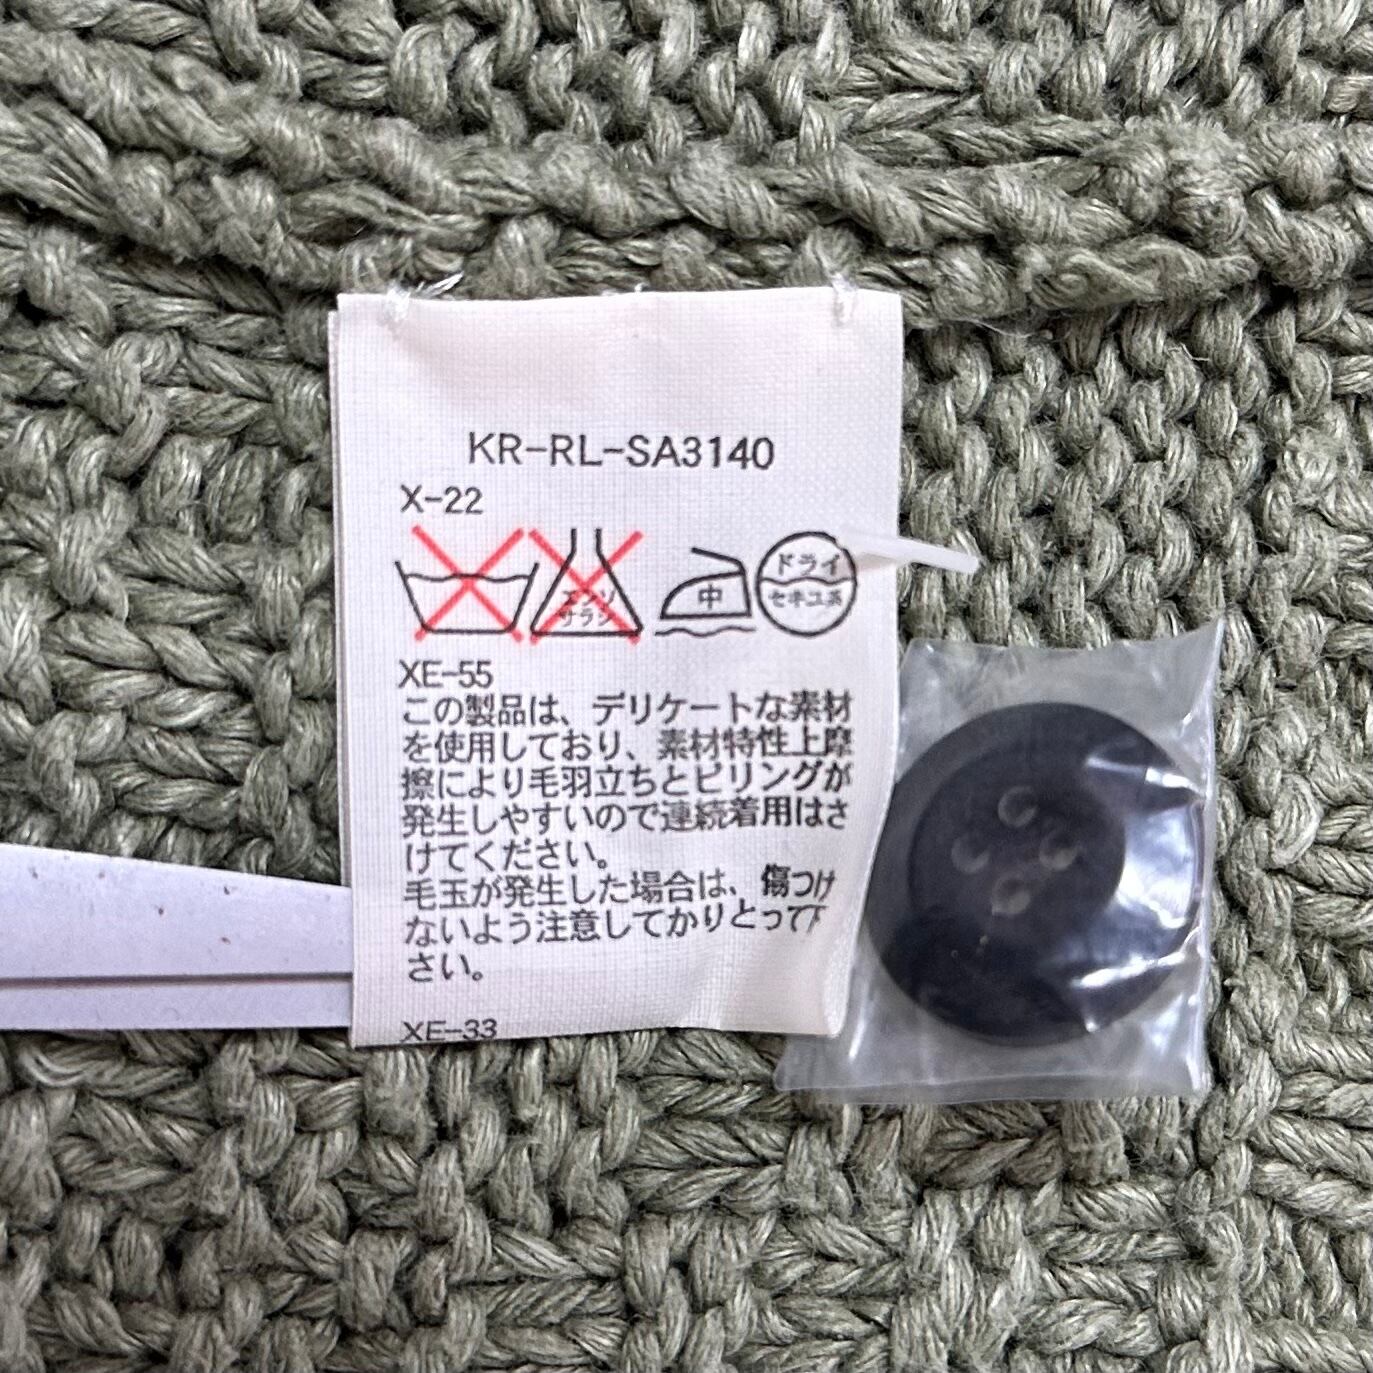 KR-RL-SA3140
X-22
エンソ
サラシ
中
ドライ
セキユ系
XE-55
この製品は、デリケートな素材
を使用しており、素材特性上摩
擦により毛羽立ちとピリングが
発生しやすいので連続着用はさ
けてください。
毛玉が発生した場合は、傷つけ
ないよう注意してかりとって下
さい。
XE-33